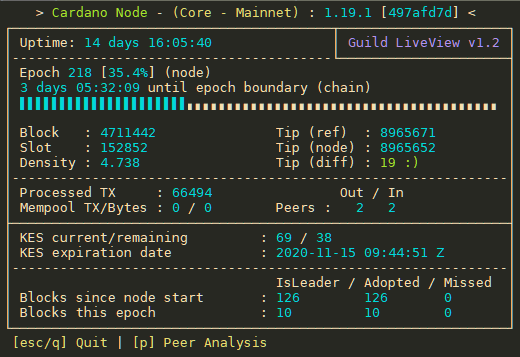 > Cardano Node - (Core - Mainnet) : 1.19.1 [497afd7d] <
Uptime: 14 days 16:05:40 Guild LiveView v1.2
Epoch 218 [35.4%] (node)
3 days 05:32:09 until epoch boundary (chain)
Block : 4711442 Tip (ref) : 8965671
Slot : 152852 Tip (node) : 8965652
Density : 4.738 Tip (diff) : 19 :)
Processed TX : 66494 Out / In
Mempool TX/Bytes : 0 / 0 Peers : 2 2
KES current/remaining : 69 / 38
KES expiration date : 2020-11-15 09:44:51 Z
IsLeader / Adopted / Missed
Blocks since node start : 126 126 0
Blocks this epoch : 10 10 0
[esc/q] Quit | [p] Peer Analysis